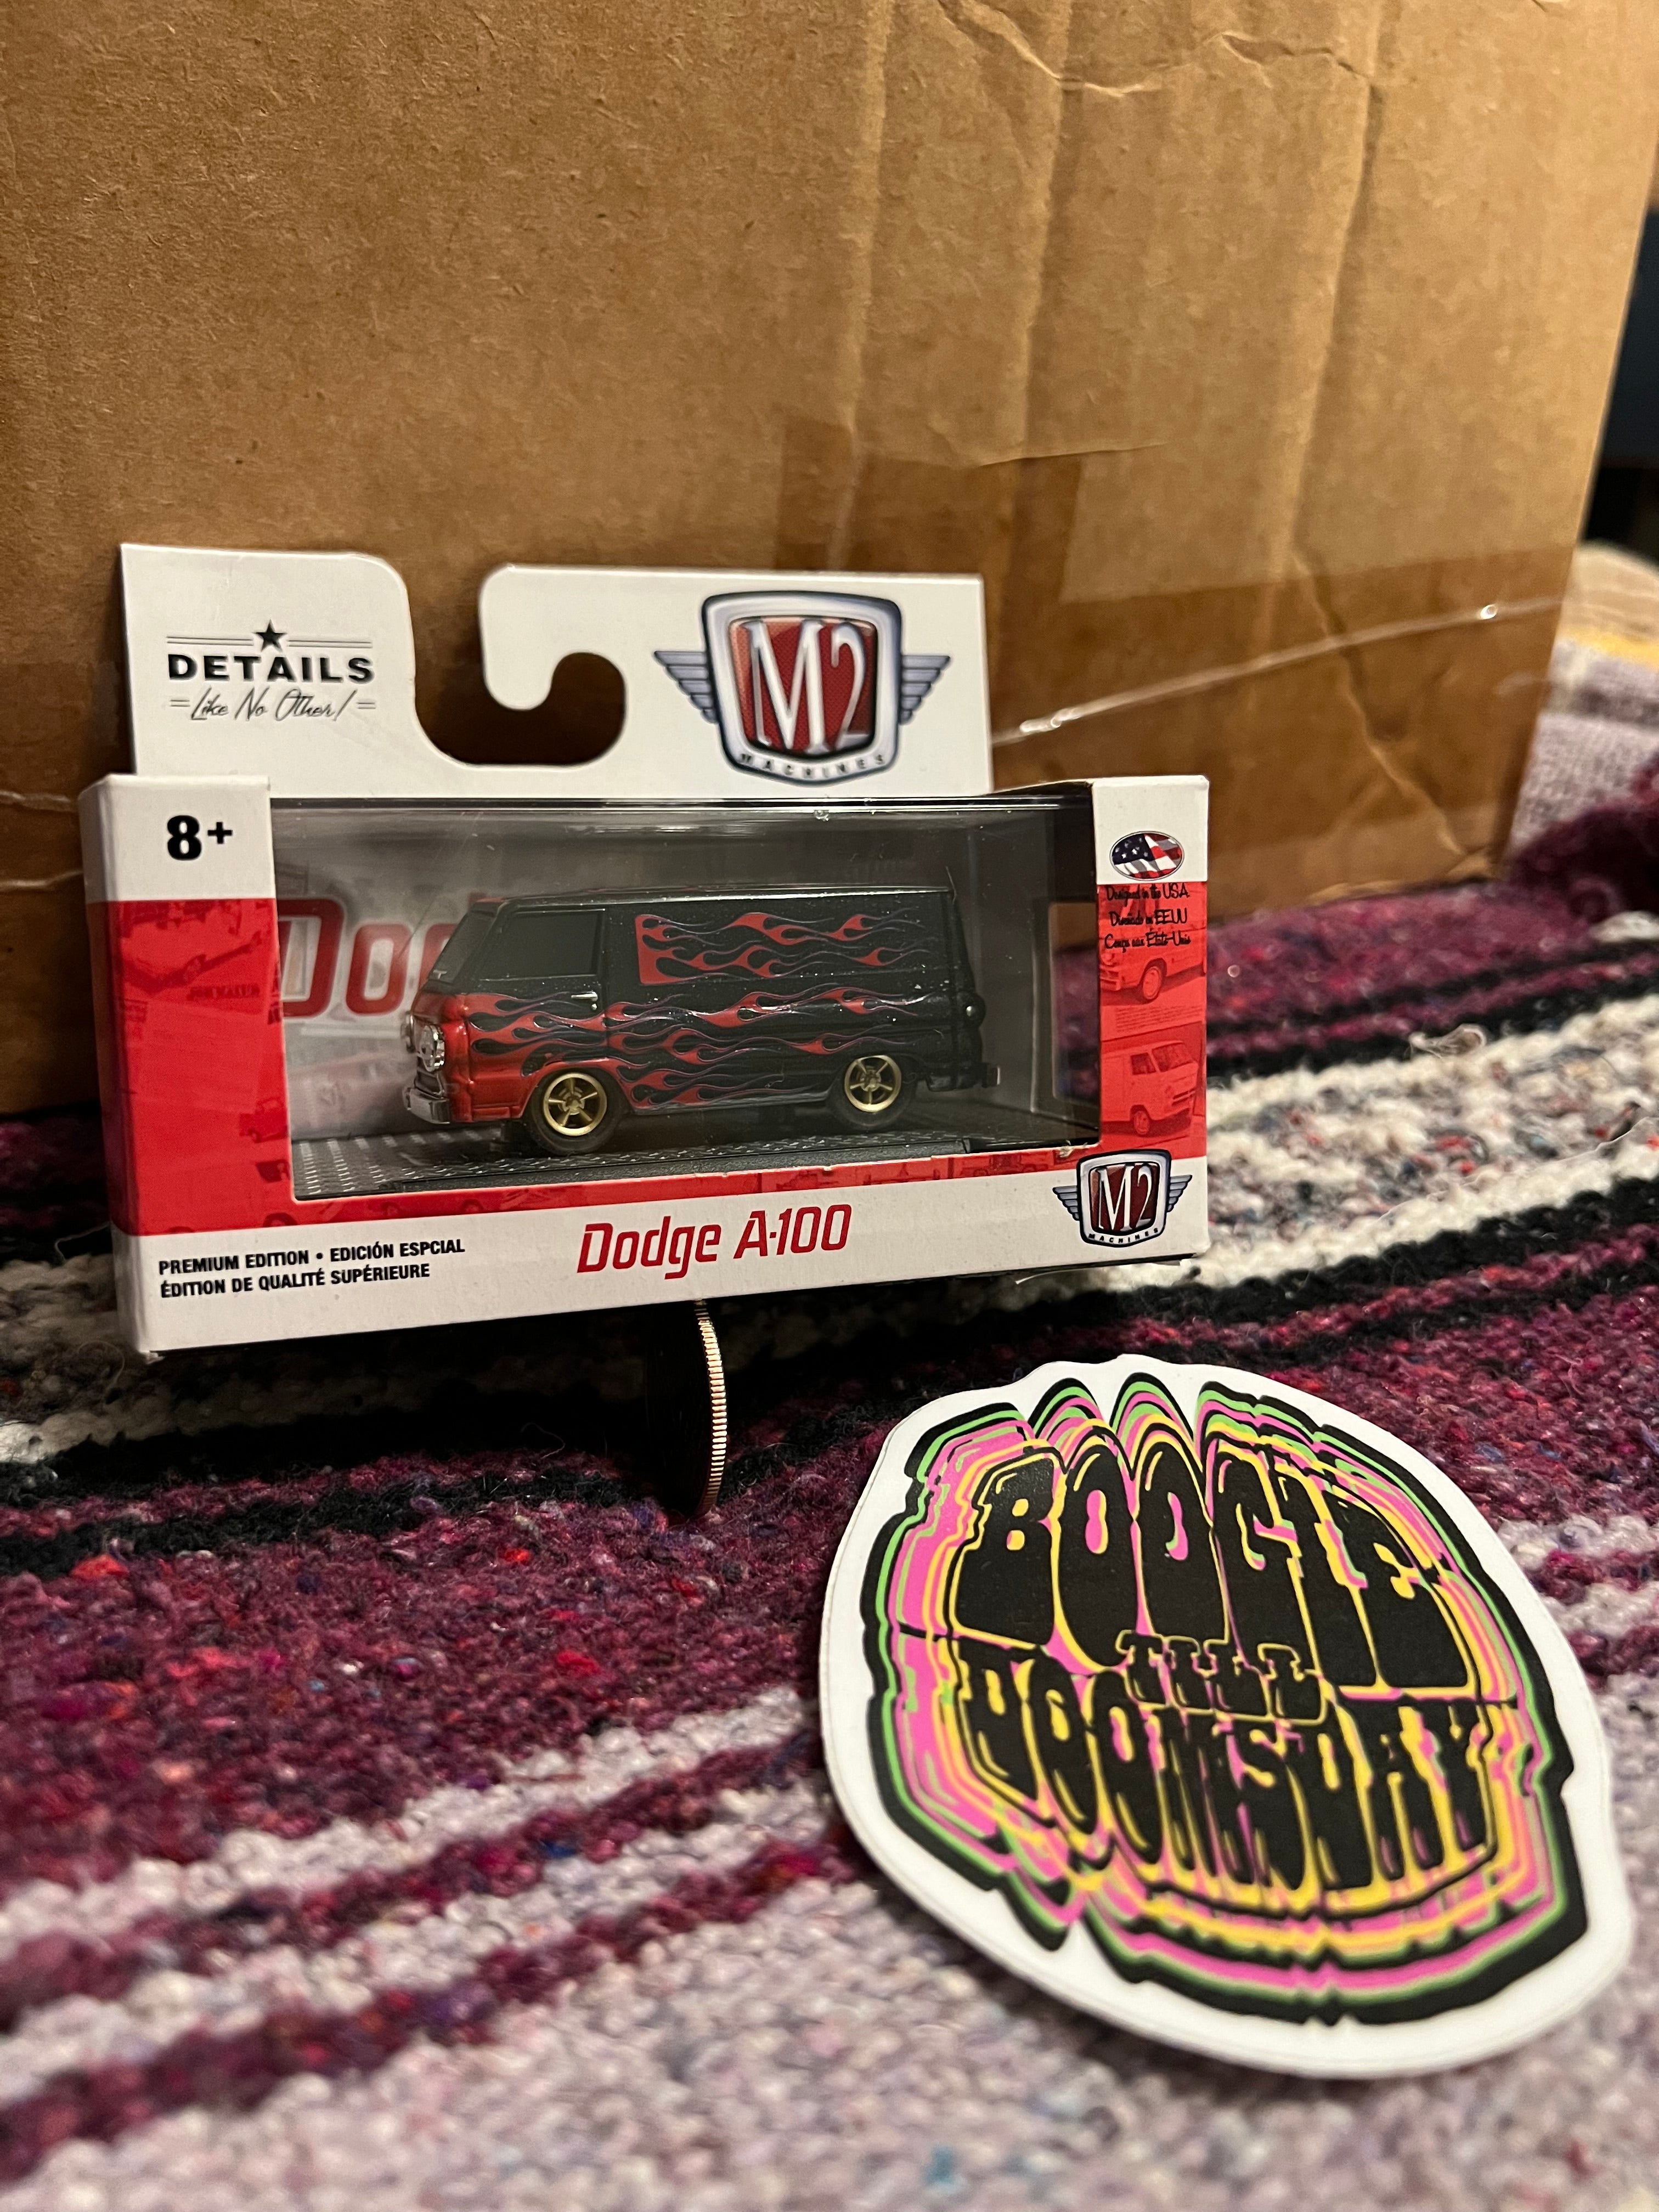 DETAILS
Like No Other!
M2
MACHINES
8+
Do
Designed in the USA
Diseñado en EEUU
Conçu aux États-Unis
PREMIUM EDITION • EDICIÓN ESPCIAL
ÉDITION DE QUALITÉ SUPÉRIEURE
Dodge A-100
M2
MACHINES
BOOGIE
TILL
DOOMSDAY